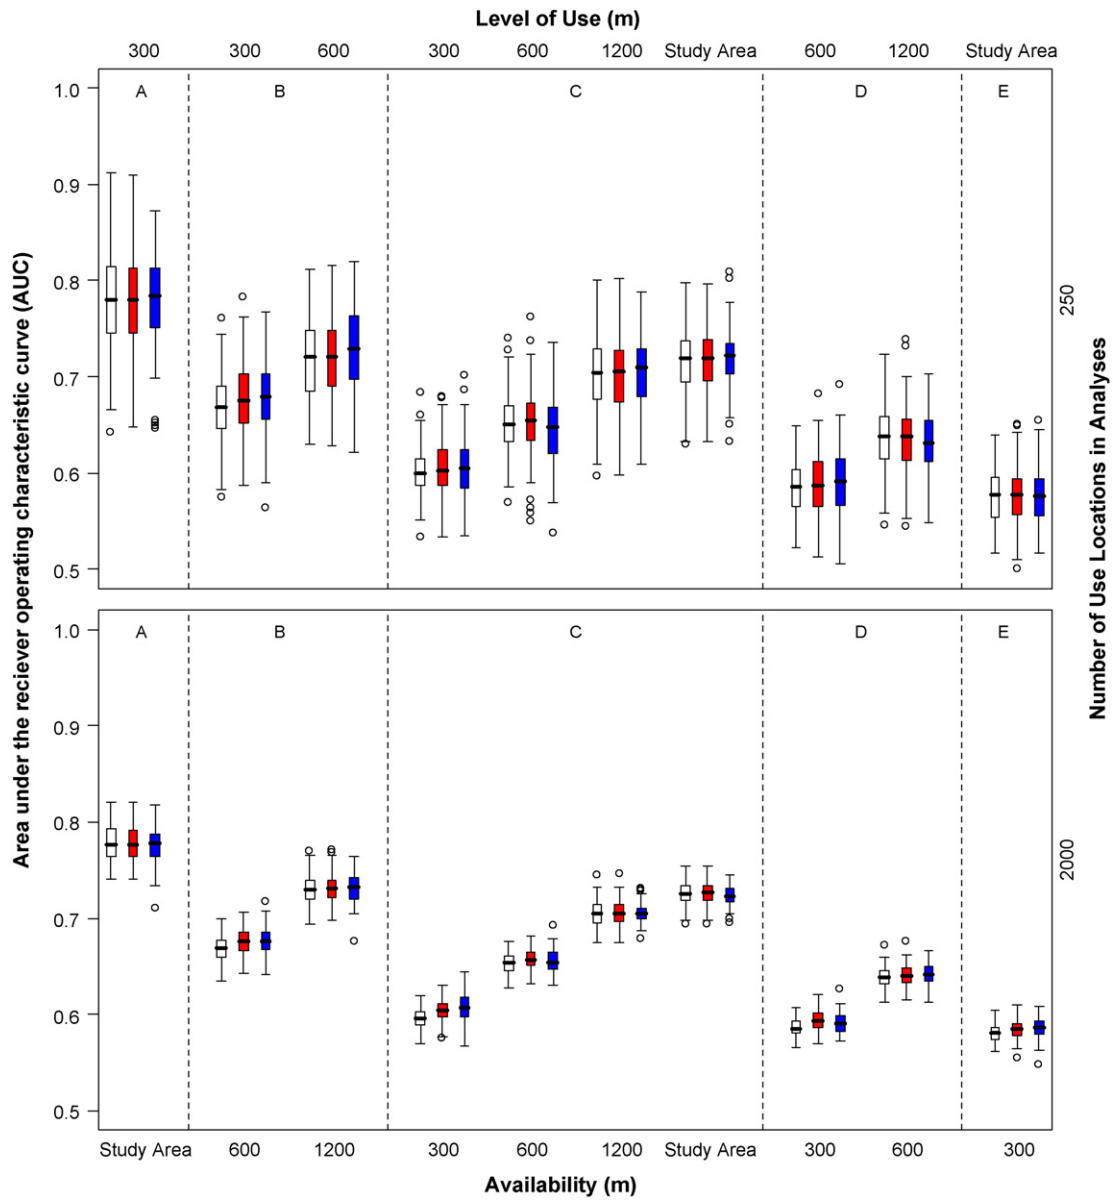 Level of Use (m)
300 300 600 300 600 1200 Study Area 600 1200 Study Area
A B C D E
1.0
0.9
0.8
0.7
0.6
0.5
250
A B C D E
1.0
0.9
0.8
0.7
0.6
0.5
2000
Study Area 600 1200 300 600 1200 Study Area 300 600 300
Availability (m)
Area under the reciever operating characteristic curve (AUC)
Number of Use Locations in Analyses